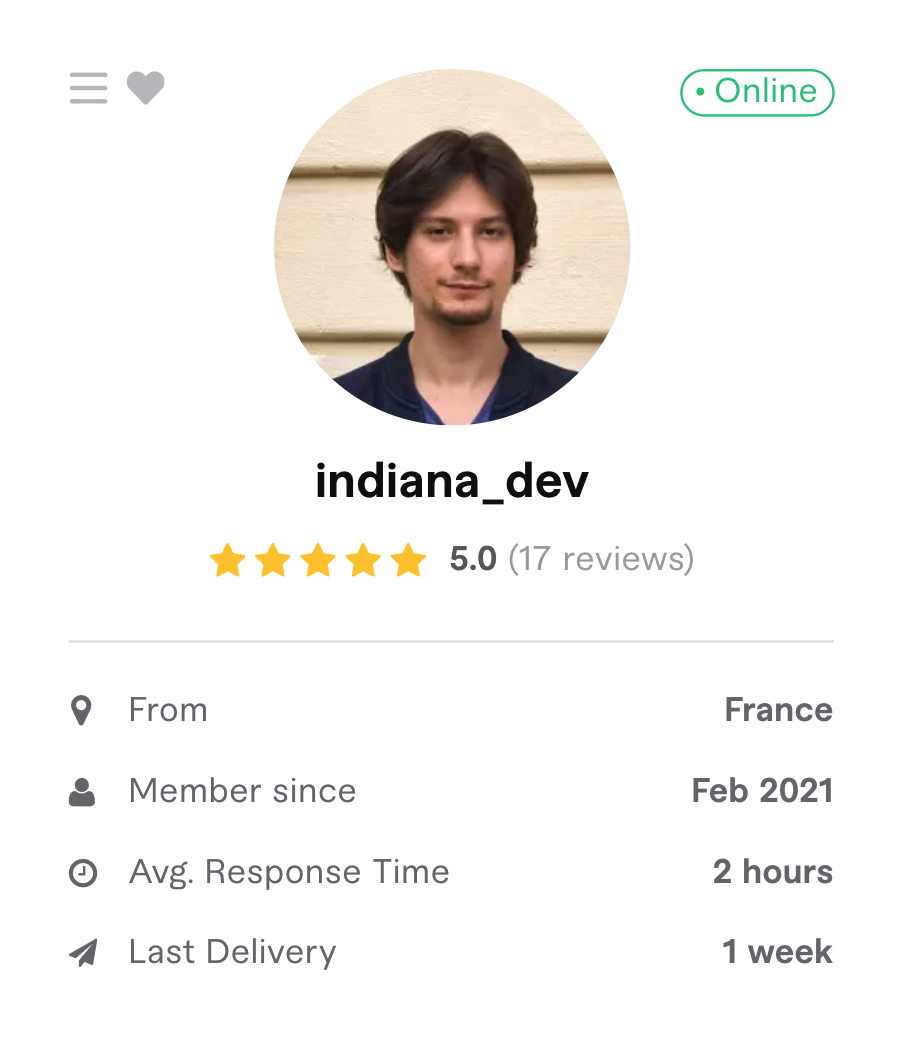 • Online
indiana_dev
5.0 (17 reviews)
From France
Member since Feb 2021
Avg. Response Time 2 hours
Last Delivery 1 week